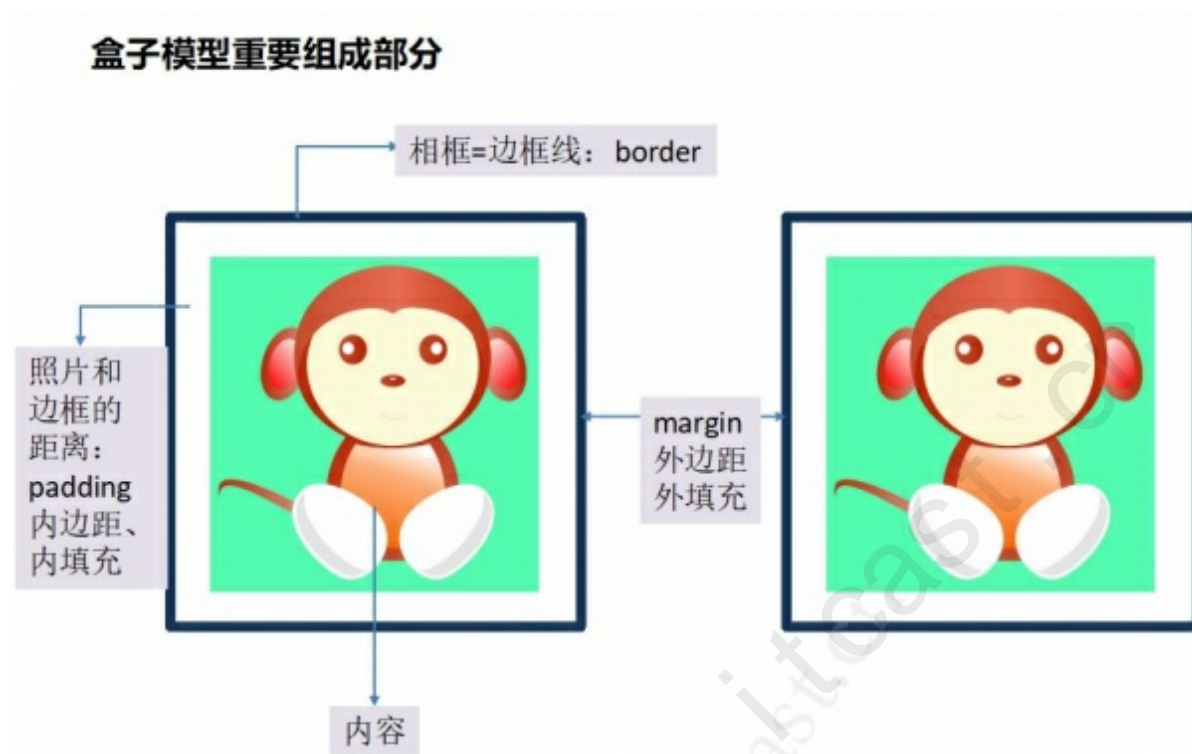 盒子模型重要组成部分
相框=边框线：border
照片和
边框的
距离：
padding
内边距、
内填充
margin
外边距
外填充
内容
itcast.cn